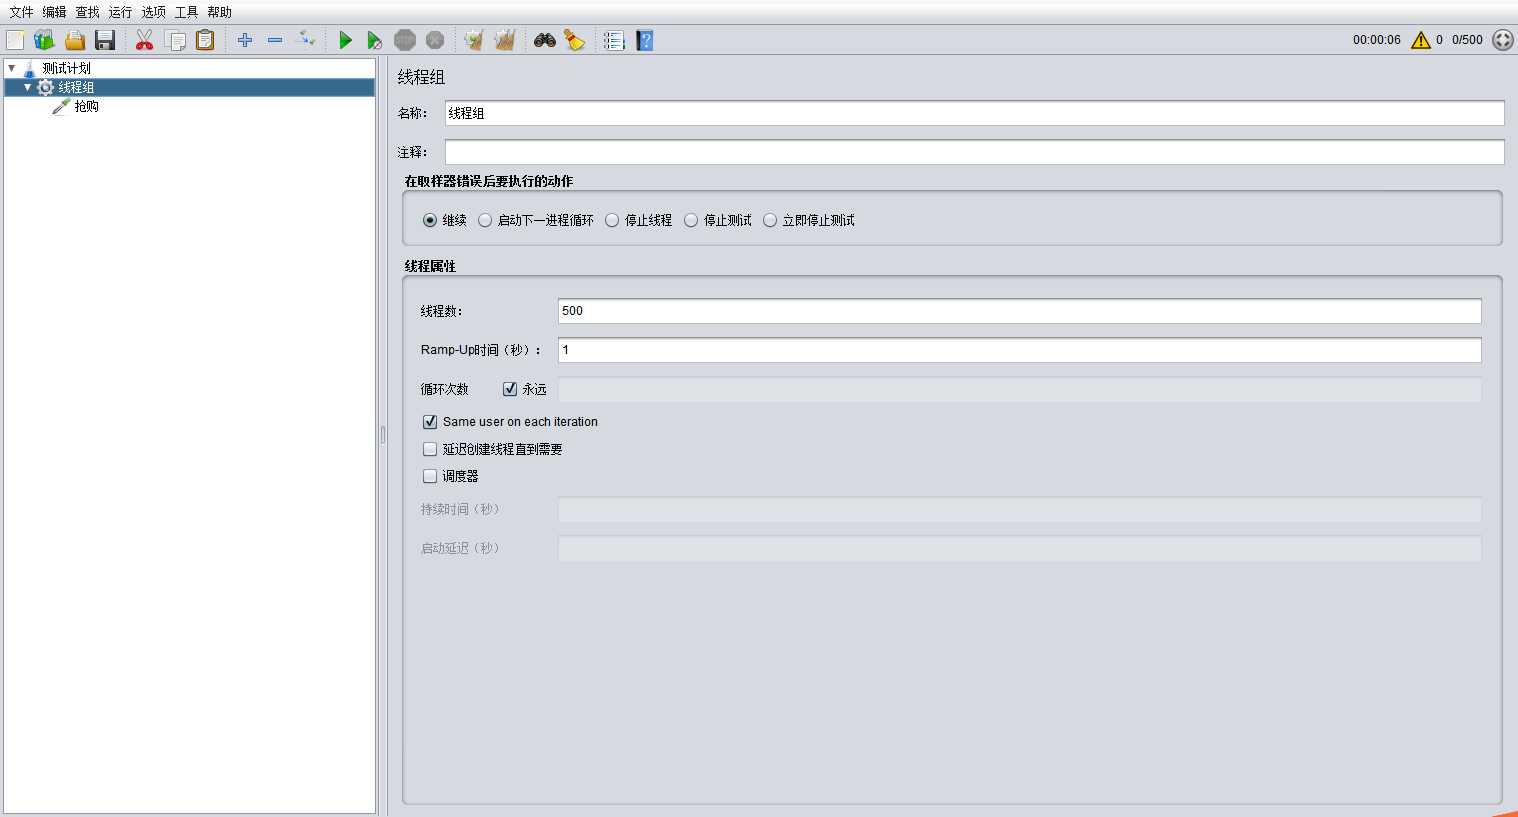 文件 编辑 查找 运行 选项 工具 帮助
STOP 00:00:06 0 0/500
测试计划
线程组
抢购
线程组
名称： 线程组
注释：
在取样器错误后要执行的动作
继续 启动下一进程循环 停止线程 停止测试 立即停止测试
线程属性
线程数： 500
Ramp-Up时间（秒）： 1
循环次数 永远
Same user on each iteration
延迟创建线程直到需要
调度器
持续时间（秒）
启动延迟（秒）